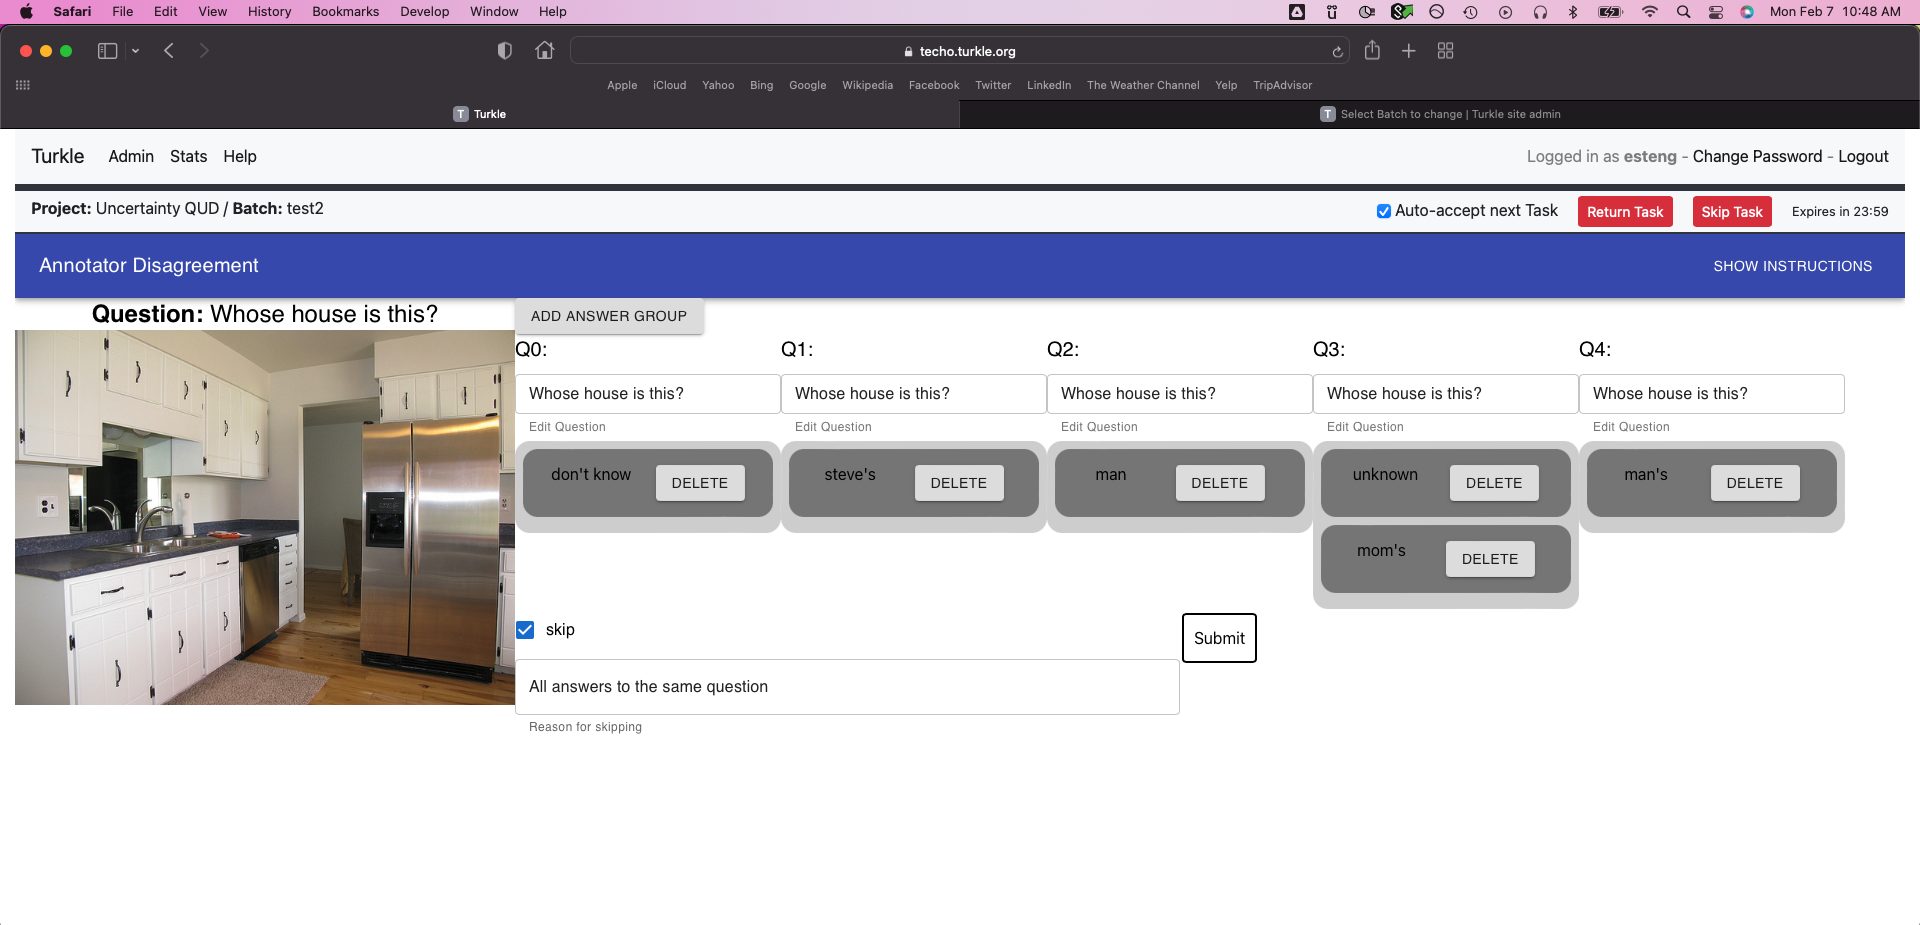 Safari File Edit View History Bookmarks Develop Window Help Mon Feb 7 10:48 AM
techo.turkle.org
Apple iCloud Yahoo Bing Google Wikipedia Facebook Twitter LinkedIn The Weather Channel Yelp TripAdvisor
T Turkle T Select Batch to change | Turkle site admin
Turkle Admin Stats Help Logged in as esteng - Change Password - Logout
Project: Uncertainty QUD / Batch: test2 Auto-accept next Task Return Task Skip Task Expires in 23:59
Annotator Disagreement SHOW INSTRUCTIONS
Question: Whose house is this? ADD ANSWER GROUP
Q0: Q1: Q2: Q3: Q4:
Whose house is this? Whose house is this? Whose house is this? Whose house is this? Whose house is this?
Edit Question Edit Question Edit Question Edit Question Edit Question
don't know DELETE steve's DELETE man DELETE unknown DELETE man's DELETE
mom's DELETE
skip Submit
All answers to the same question
Reason for skipping